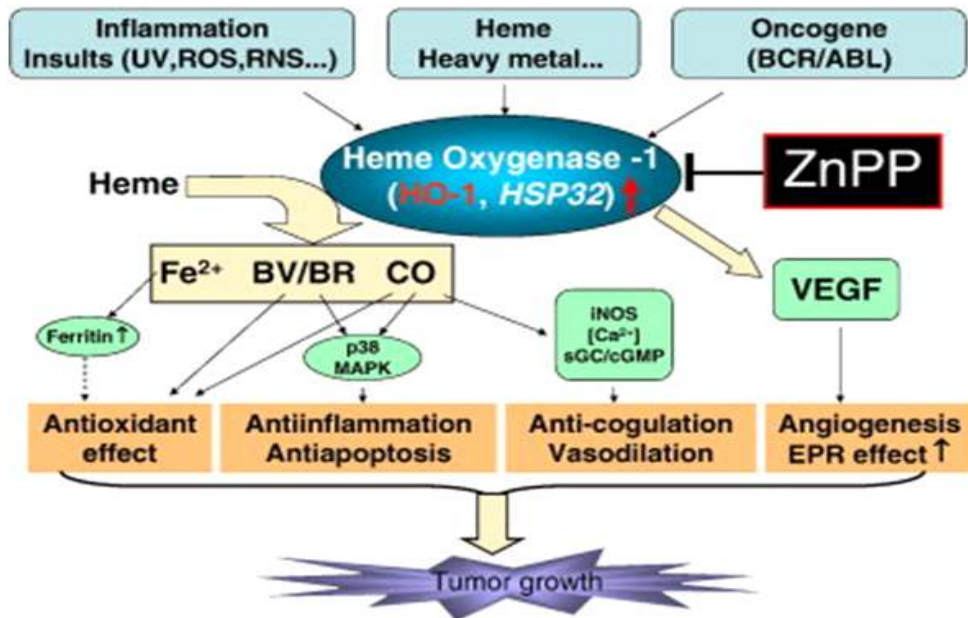 Inflammation
Insults (UV,ROS,RNS...)
Heme
Heavy metal...
Oncogene
(BCR/ABL)
Heme Oxygenase -1
(HO-1, HSP32)↑
ZnPP
Heme
Fe²⁺ BV/BR CO
VEGF
Ferritin↑
p38
MAPK
iNOS
[Ca²⁺]
sGC/cGMP
Antioxidant
effect
Antiinflammation
Antiapoptosis
Anti-cogulation
Vasodilation
Angiogenesis
EPR effect↑
Tumor growth